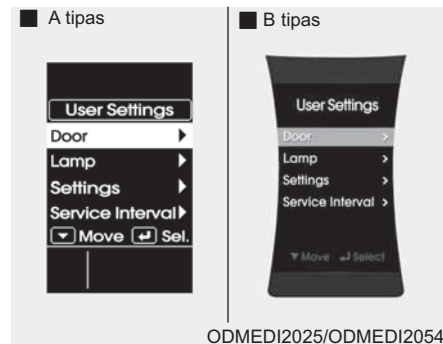 A tipas
User Settings
Door
Lamp
Settings
Service Interval
Move Sel.
B tipas
User Settings
Door >
Lamp >
Settings >
Service Interval >
▼ Move ↵ Select
ODMEDI2025/ODMEDI2054